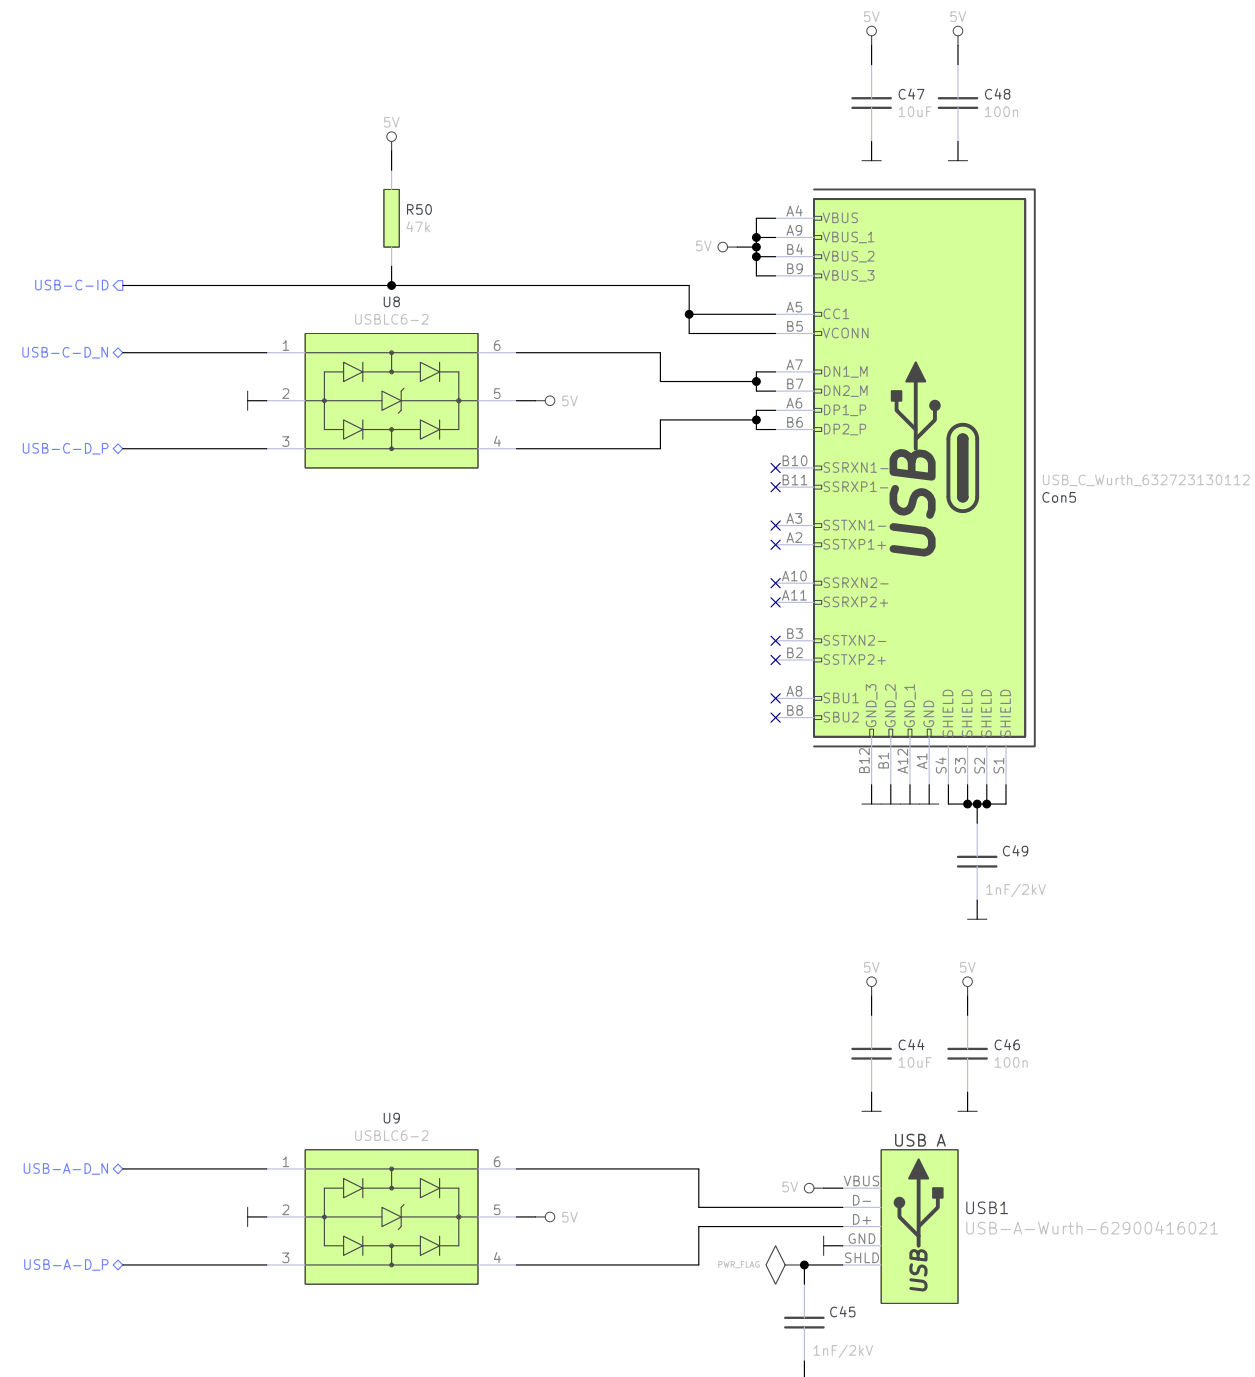 5V
5V
C47
10uF
C48
100n
5V
R50
47k
USB-C-ID
U8
USBLC6-2
USB-C-D_N
1
6
2
5
5V
USB-C-D_P
3
4
5V
A4
VBUS
A9
VBUS_1
B4
VBUS_2
B9
VBUS_3
A5
CC1
B5
VCONN
A7
DN1_M
B7
DN2_M
A6
DP1_P
B6
DP2_P
B10
SSRXN1-
B11
SSRXP1-
A3
SSTXN1-
A2
SSTXP1+
A10
SSRXN2-
A11
SSRXP2+
B3
SSTXN2-
B2
SSTXP2+
A8
SBU1
B8
SBU2
USB
USB_C_Wurth_632723130112
Con5
GND_3
GND_2
GND_1
GND
SHIELD
SHIELD
SHIELD
SHIELD
B12
B1
A12
A1
S4
S3
S2
S1
C49
1nF/2kV
5V
5V
C44
10uF
C46
100n
U9
USBLC6-2
USB-A-D_N
1
6
2
5
5V
USB-A-D_P
3
4
USB A
5V
VBUS
D-
D+
GND
SHLD
USB
USB1
USB-A-Wurth-62900416021
PWR_FLAG
C45
1nF/2kV